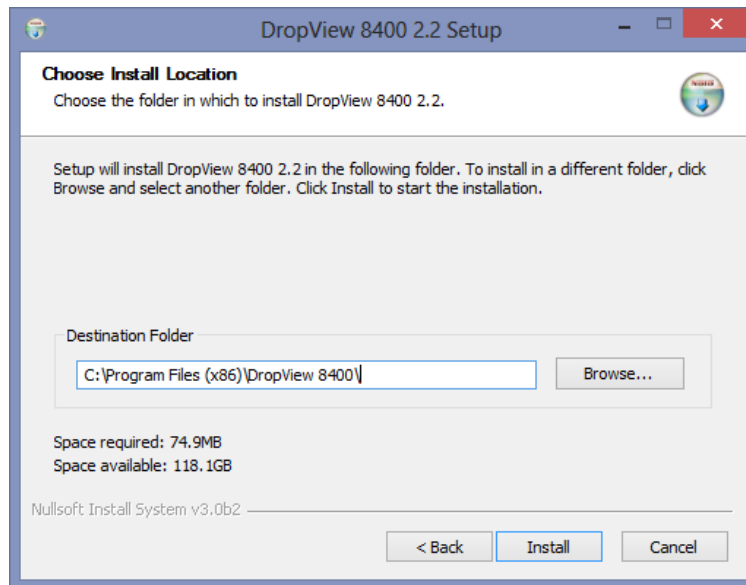 DropView 8400 2.2 Setup
Choose Install Location
Choose the folder in which to install DropView 8400 2.2.
Setup will install DropView 8400 2.2 in the following folder. To install in a different folder, click
Browse and select another folder. Click Install to start the installation.
Destination Folder
C:\Program Files (x86)\DropView 8400\
Browse...
Space required: 74.9MB
Space available: 118.1GB
Nullsoft Install System v3.0b2
< Back
Install
Cancel